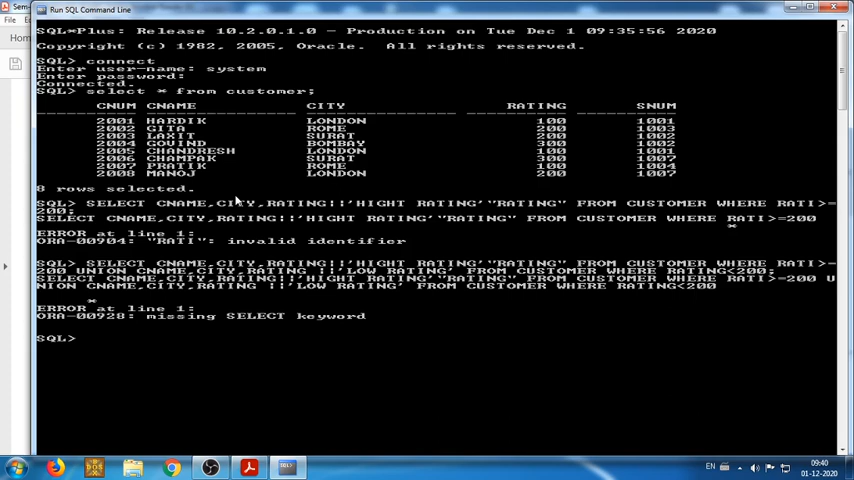 Run SQL Command Line
Sem-
File
E
Hom
SQL*Plus: Release 10.2.0.1.0 - Production on Tue Dec 1 09:35:56 2020
Copyright (c) 1982, 2005, Oracle. All rights reserved.
SQL> connect
Enter user-name: system
Enter password:
Connected.
SQL> select * from customer;
CNUM CNAME CITY RATING SNUM
2001 HARDIK LONDON 100 1001
2002 GITA ROME 200 1003
2003 LAXIT SURAT 200 1002
2004 GOVIND BOMBAY 300 1002
2005 CHANDRESH LONDON 100 1001
2006 CHAMPAK SURAT 300 1007
2007 PRATIK ROME 100 1004
2008 MANOJ LONDON 200 1007
8 rows selected.
SQL> SELECT CNAME,CITY,RATING||'HIGHT RATING'"RATING" FROM CUSTOMER WHERE RATI>=
200;
SELECT CNAME,CITY,RATING||'HIGHT RATING'"RATING" FROM CUSTOMER WHERE RATI>=200
*
ERROR at line 1:
ORA-00904: "RATI": invalid identifier
SQL> SELECT CNAME,CITY,RATING||'HIGHT RATING'"RATING" FROM CUSTOMER WHERE RATI>=
200 UNION CNAME,CITY,RATING ||'LOW RATING' FROM CUSTOMER WHERE RATING<200;
SELECT CNAME,CITY,RATING||'HIGHT RATING'"RATING" FROM CUSTOMER WHERE RATI>=200 U
NION CNAME,CITY,RATING ||'LOW RATING' FROM CUSTOMER WHERE RATING<200
*
ERROR at line 1:
ORA-00928: missing SELECT keyword
SQL>
EN
09:40
01-12-2020